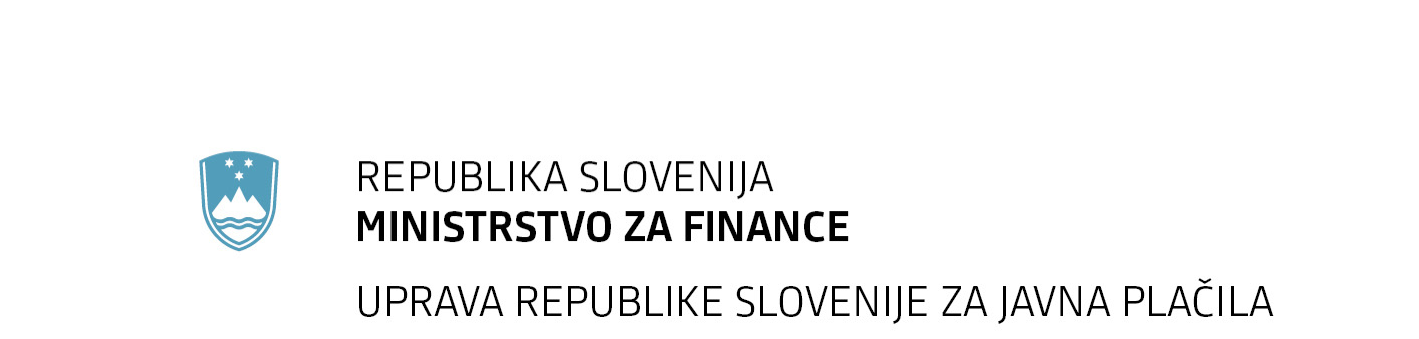 REPUBLIKA SLOVENIJA
MINISTRSTVO ZA FINANCE
UPRAVA REPUBLIKE SLOVENIJE ZA JAVNA PLAČILA